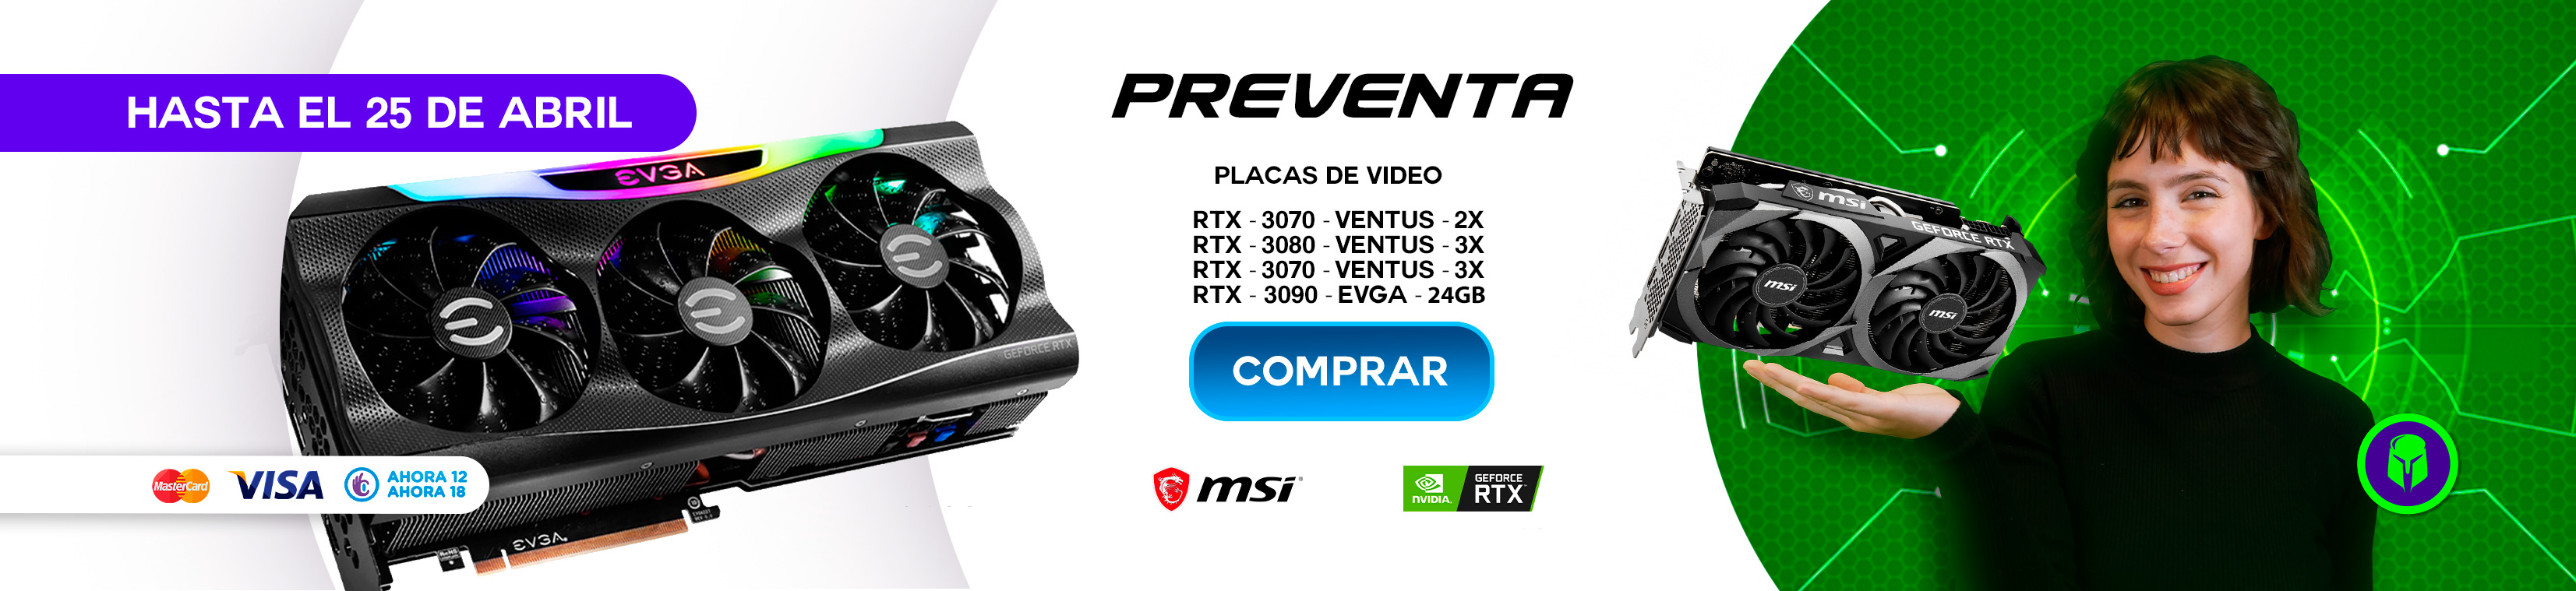 HASTA EL 25 DE ABRIL
EVGA
GEFORCE RTX
EVGA
MasterCard
VISA
AHORA 12
AHORA 18
PREVENTA
PLACAS DE VIDEO
RTX - 3070 - VENTUS - 2X
RTX - 3080 - VENTUS - 3X
RTX - 3070 - VENTUS - 3X
RTX - 3090 - EVGA - 24GB
COMPRAR
msi
NVIDIA.
GEFORCE
RTX
msi
GEFORCE RTX
msi
msi